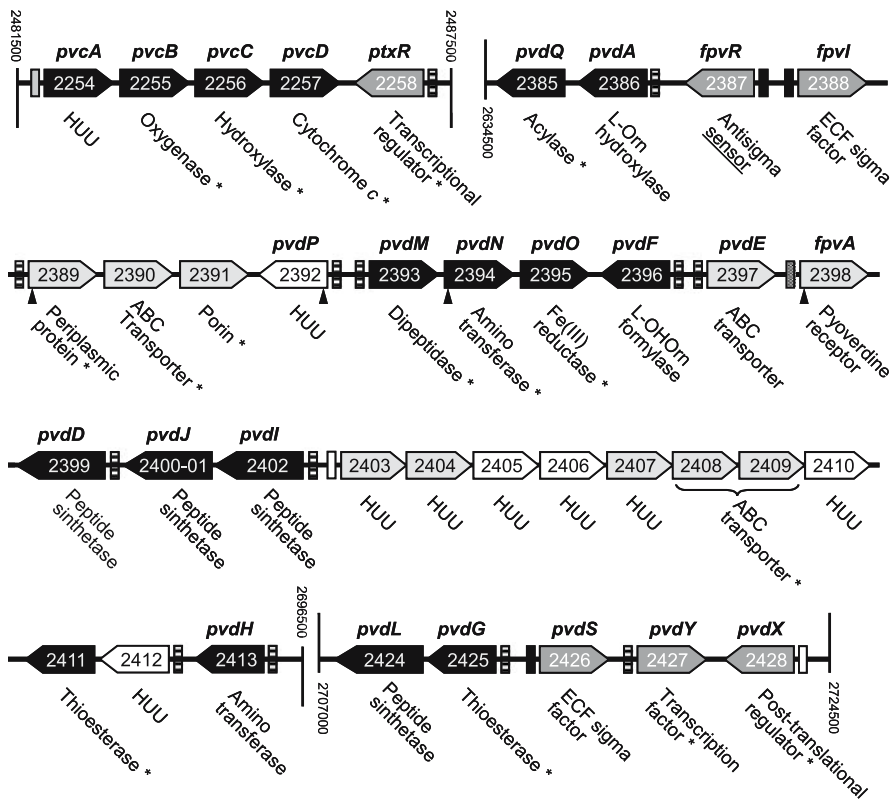 2481500
pvcA pvcB pvcC pvcD ptxR
2487500
pvdQ pvdA fpvR fpvI
2254 2255 2256 2257 2258
2385 2386 2387 2388
2634500
HUU
Oxygenase *
Hydroxylase *
Cytochrome c *
Transcriptional
regulator *
Acylase *
L-Orn
hydroxylase
Antisigma
sensor
ECF sigma
factor
pvdP pvdM pvdN pvdO pvdF pvdE fpvA
2389 2390 2391 2392 2393 2394 2395 2396 2397 2398
Periplasmic
protein *
ABC
Transporter *
Porin *
HUU
Dipeptidase *
Amino
transferase *
Fe(III)
reductase *
L-OHOrn
formylase
ABC
transporter
Pyoverdine
receptor
pvdD pvdJ pvdI
2399 2400-01 2402 2403 2404 2405 2406 2407 2408 2409 2410
Peptide
sinthetase
Peptide
sinthetase
Peptide
sinthetase
HUU
HUU
HUU
HUU
HUU
ABC
transporter *
HUU
pvdH
2696500
pvdL pvdG pvdS pvdY pvdX
2411 2412 2413
2424 2425 2426 2427 2428
2707000
2724500
Thioesterase *
HUU
Amino
transferase
Peptide
sinthetase
Thioesterase *
ECF sigma
factor
Transcription
factor *
Post-translational
regulator *